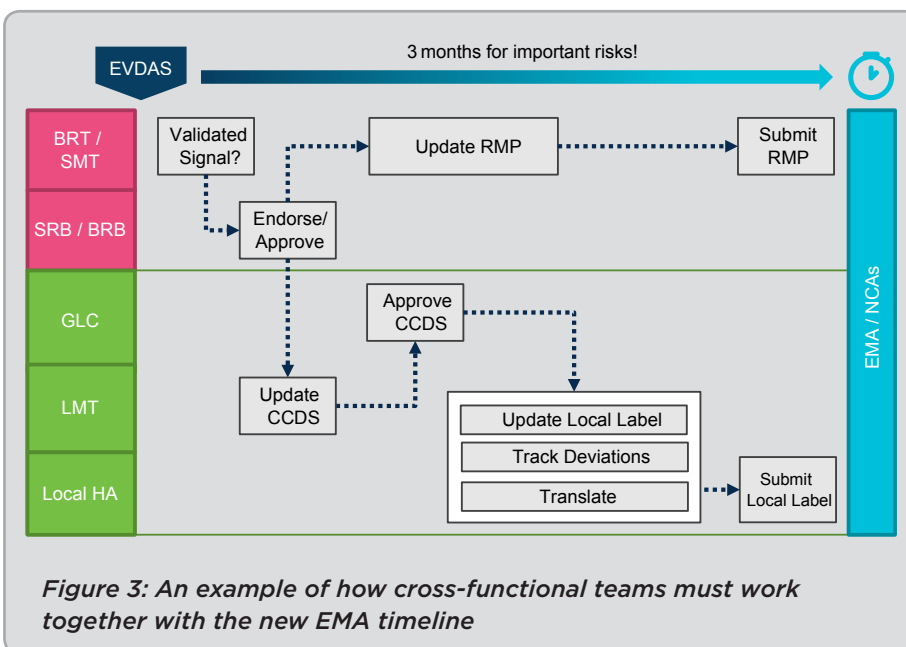 EVDAS
3 months for important risks!
BRT /
SMT
Validated
Signal?
Update RMP
Submit
RMP
SRB / BRB
Endorse/
Approve
GLC
Approve
CCDS
LMT
Update
CCDS
Update Local Label
Track Deviations
Translate
Local HA
Submit
Local Label
EMA / NCAs
Figure 3: An example of how cross-functional teams must work
together with the new EMA timeline